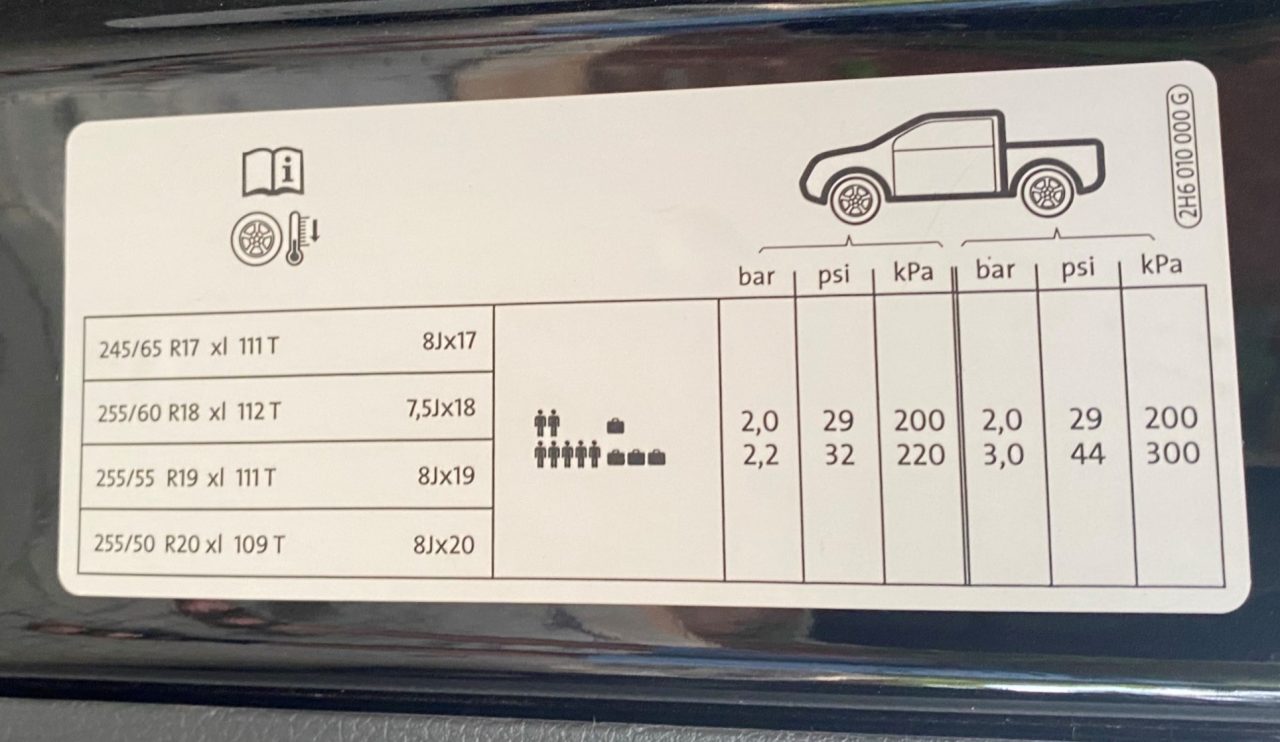 2H6 010 000 G
bar psi kPa bar psi kPa
245/65 R17 xl 111 T 8Jx17
255/60 R18 xl 112 T 7,5Jx18
2,0 29 200 2,0 29 200
2,2 32 220 3,0 44 300
255/55 R19 xl 111 T 8Jx19
255/50 R20 xl 109 T 8Jx20